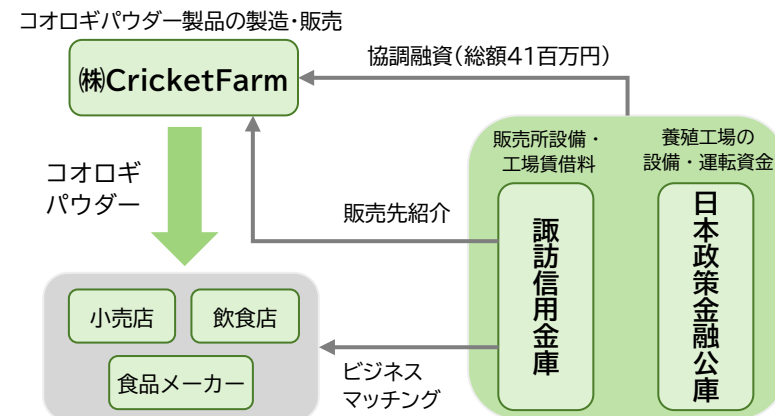 コオロギパウダー製品の製造・販売
㈱CricketFarm
協調融資(総額41百万円)
販売所設備・
工場賃借料
養殖工場の
設備・運転資金
コオロギ
パウダー
販売先紹介
諏訪信用金庫
日本政策金融公庫
小売店
飲食店
食品メーカー
ビジネス
マッチング